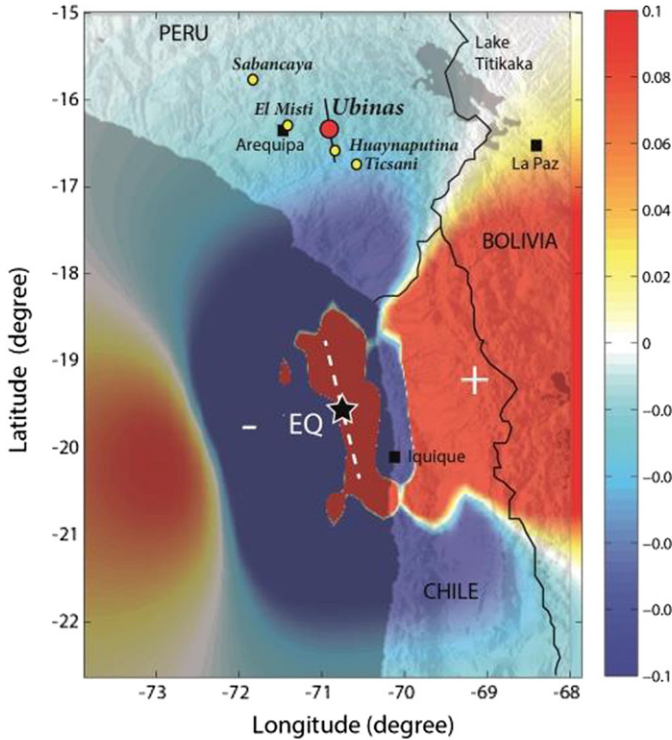 PERU
Lake
Titikaka
Sabancaya
El Misti
Ubinas
Arequipa
Huaynaputina
Ticsani
La Paz
BOLIVIA
+
EQ
-
Iquique
CHILE
-15
-16
-17
-18
-19
-20
-21
-22
Latitude (degree)
-73
-72
-71
-70
-69
-68
Longitude (degree)
0.1
0.08
0.06
0.04
0.02
0
-0.1